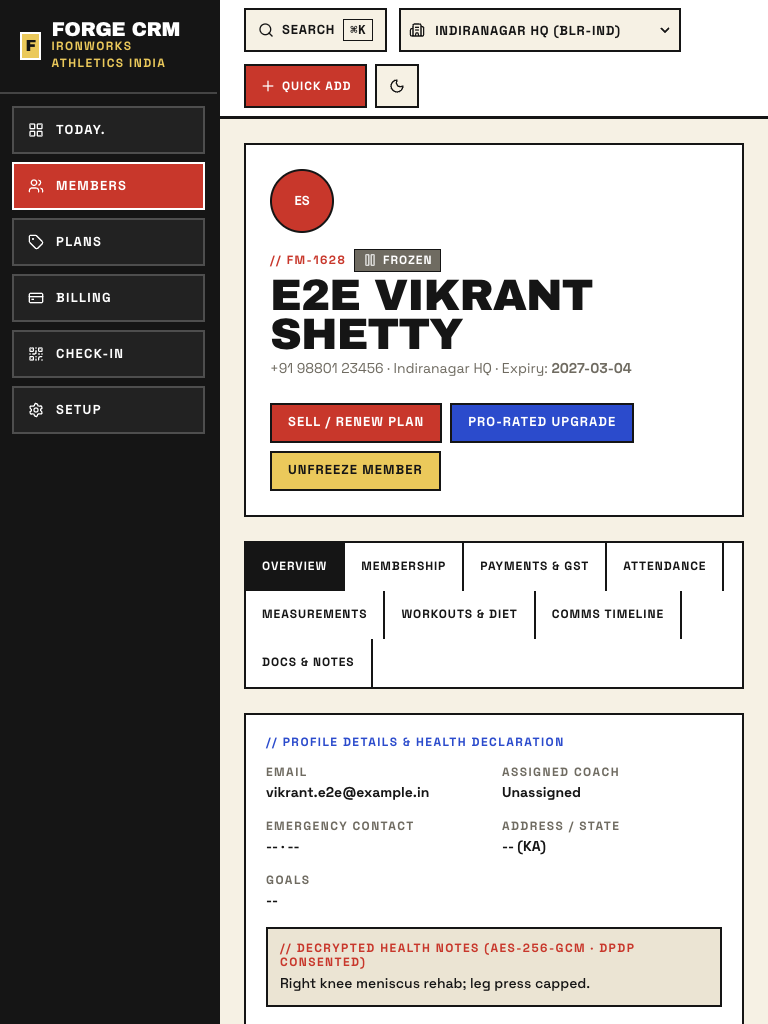 F
FORGE CRM
IRONWORKS
ATHLETICS INDIA
SEARCH ⌘K
INDIRANAGAR HQ (BLR-IND)
QUICK ADD
TODAY.
MEMBERS
PLANS
BILLING
CHECK-IN
SETUP
ES
// FM-1628
FROZEN
E2E VIKRANT
SHETTY
+91 98801 23456 · Indiranagar HQ · Expiry: 2027-03-04
SELL / RENEW PLAN
PRO-RATED UPGRADE
UNFREEZE MEMBER
OVERVIEW
MEMBERSHIP
PAYMENTS & GST
ATTENDANCE
MEASUREMENTS
WORKOUTS & DIET
COMMS TIMELINE
DOCS & NOTES
// PROFILE DETAILS & HEALTH DECLARATION
EMAIL
vikrant.e2e@example.in
ASSIGNED COACH
Unassigned
EMERGENCY CONTACT
-- · --
ADDRESS / STATE
-- (KA)
GOALS
--
// DECRYPTED HEALTH NOTES (AES-256-GCM · DPDP
CONSENTED)
Right knee meniscus rehab; leg press capped.